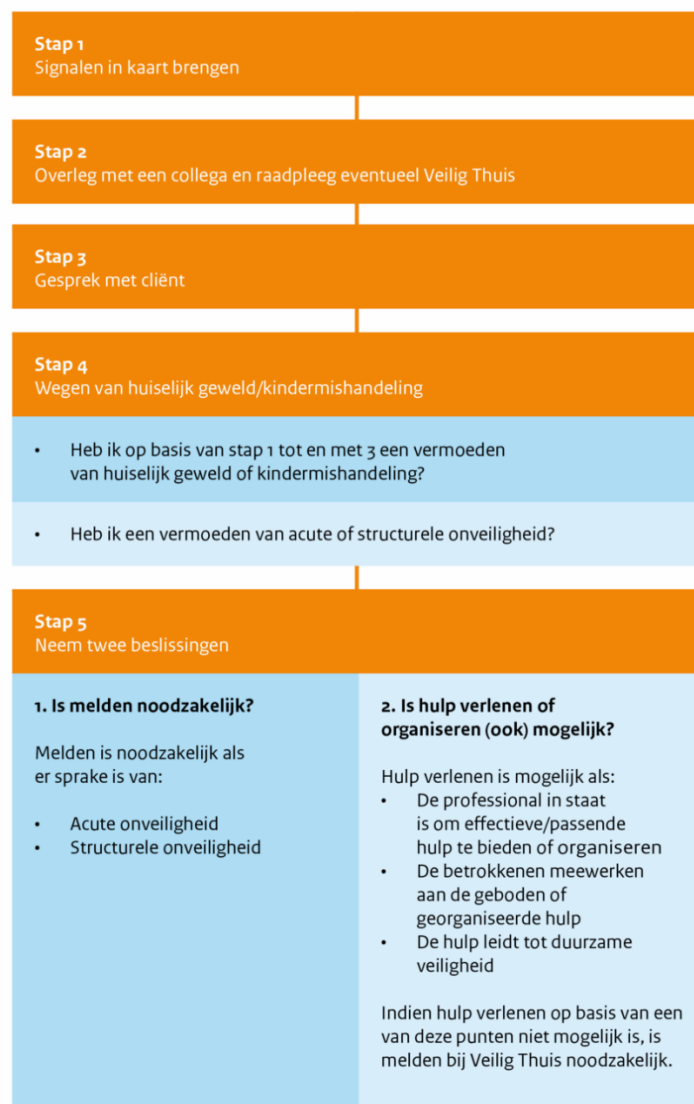 Stap 1
Signalen in kaart brengen
Stap 2
Overleg met een collega en raadpleeg eventueel Veilig Thuis
Stap 3
Gesprek met cliënt
Stap 4
Wegen van huiselijk geweld/kindermishandeling
• Heb ik op basis van stap 1 tot en met 3 een vermoeden
van huiselijk geweld of kindermishandeling?
• Heb ik een vermoeden van acute of structurele onveiligheid?
Stap 5
Neem twee beslissingen
1. Is melden noodzakelijk?
Melden is noodzakelijk als
er sprake is van:
• Acute onveiligheid
• Structurele onveiligheid
2. Is hulp verlenen of
organiseren (ook) mogelijk?
Hulp verlenen is mogelijk als:
• De professional in staat
is om effectieve/passende
hulp te bieden of organiseren
• De betrokkenen meewerken
aan de geboden of
georganiseerde hulp
• De hulp leidt tot duurzame
veiligheid
Indien hulp verlenen op basis van een
van deze punten niet mogelijk is, is
melden bij Veilig Thuis noodzakelijk.